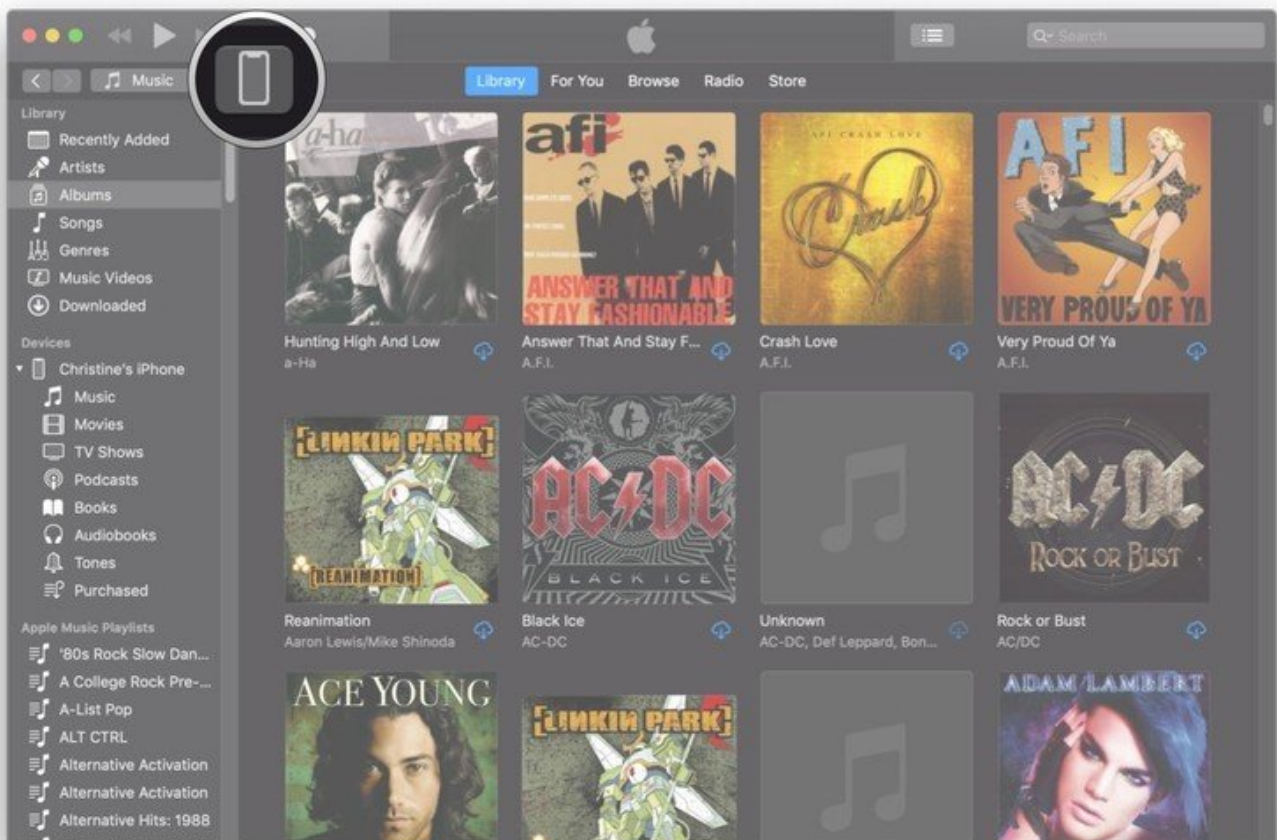 Search
Music
Library
For You
Browse
Radio
Store
Library
Recently Added
Artists
Albums
Songs
Genres
Music Videos
Downloaded
Devices
Christine's iPhone
Music
Movies
TV Shows
Podcasts
Books
Audiobooks
Tones
Purchased
Apple Music Playlists
'80s Rock Slow Dan...
A College Rock Pre-...
A-List Pop
ALT CTRL
Alternative Activation
Alternative Activation
Alternative Hits: 1988
a-ha
Hunting High And Low
a-Ha
afi
ANSWER THAT AND
STAY FASHIONABLE
Answer That And Stay F...
A.F.I.
AFI CRASH LOVE
Crash
Crash Love
A.F.I.
AFI
VERY PROUD OF YA
Very Proud Of Ya
A.F.I.
[LINKIN PARK]
[REANIMATION]
Reanimation
Aaron Lewis/Mike Shinoda
AC DC
BLACK ICE
Black Ice
AC-DC
Unknown
AC-DC, Def Leppard, Bon...
AC DC
ROCK OR BUST
Rock or Bust
AC/DC
ACE YOUNG
[LINKIN PARK]
ADAM LAMBERT